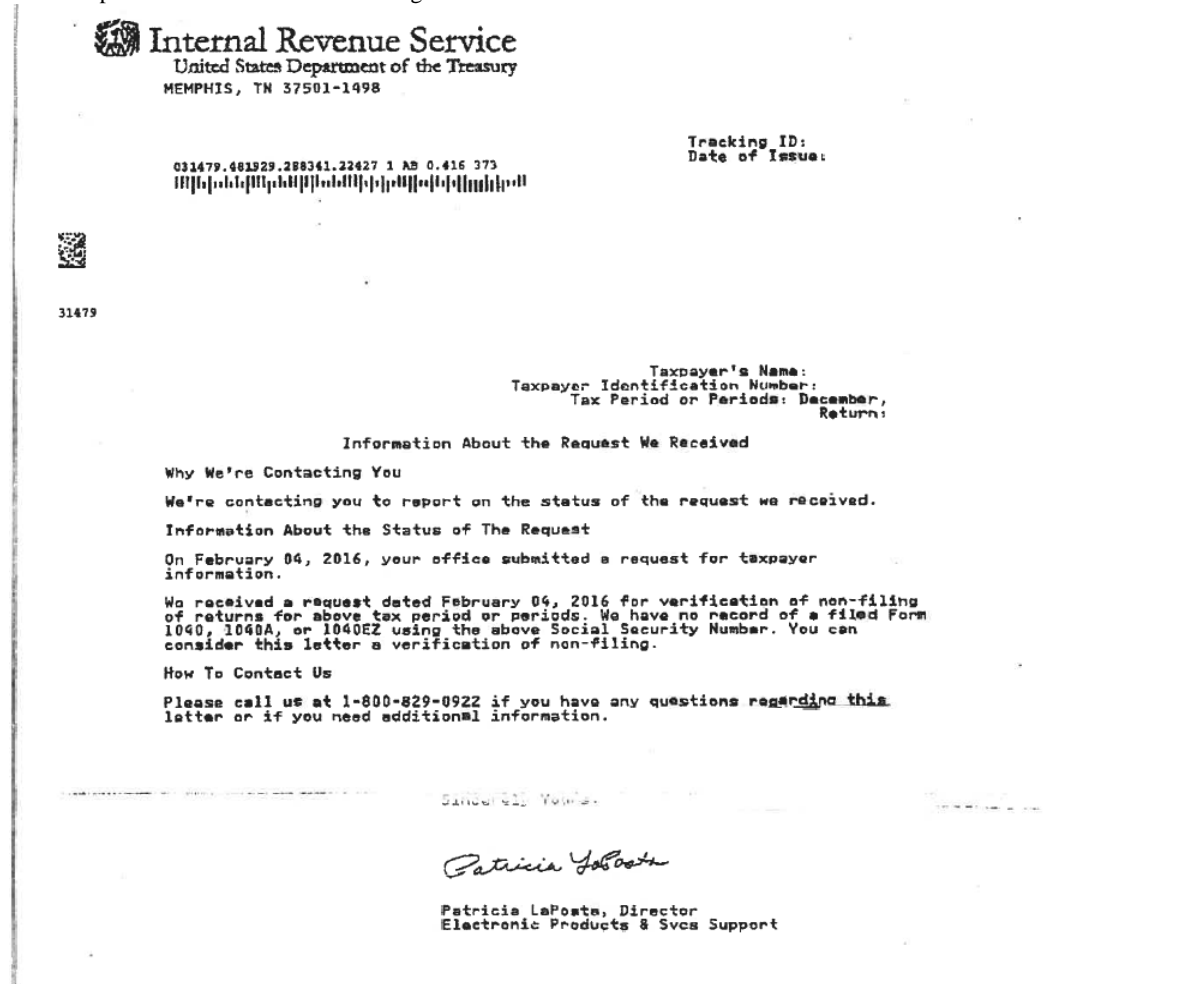 Internal Revenue Service
United States Department of the Treasury
MEMPHIS, TN 37501-1498
Tracking ID:
Date of Issue:
031479.481929.288341.22427 1 AB 0.416 373
31479
Taxpayer's Name:
Taxpayer Identification Number:
Tax Period or Periods: December,
Return:
Information About the Request We Received
Why We're Contacting You
We're contacting you to report on the status of the request we received.
Information About the Status of The Request
On February 04, 2016, your office submitted a request for taxpayer
information.
We received a request dated February 04, 2016 for verification of non-filing
of returns for above tax period or periods. We have no record of a filed Form
1040, 1040A, or 1040EZ using the above Social Security Number. You can
consider this letter a verification of non-filing.
How To Contact Us
Please call us at 1-800-829-0922 if you have any questions regarding this
letter or if you need additional information.
Sincerely Yours,
Patricia LaPosta
Patricia LaPosta, Director
Electronic Products & Svcs Support